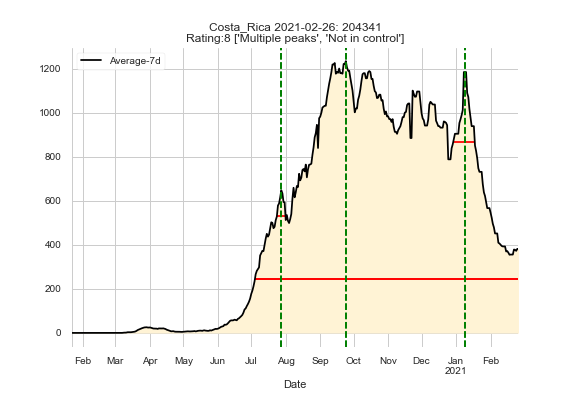 Costa_Rica 2021-02-26: 204341
Rating:8 ['Multiple peaks', 'Not in control']
Average-7d
1200
1000
800
600
400
200
0
Feb Mar Apr May Jun Jul Aug Sep Oct Nov Dec Jan Feb
2021
Date